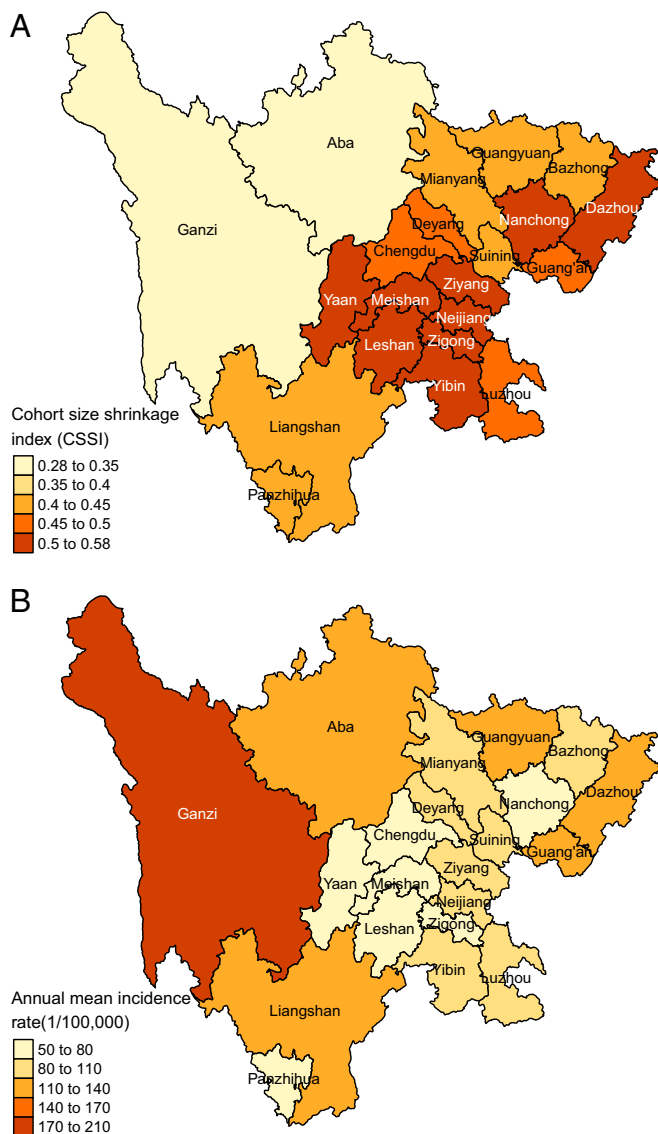 A
Aba
Guangyuan
Bazhong
Mianyang
Ganzi
Nanchong
Dazhou
Deyang
Chengdu
Suining
Guang'an
Ziyang
Yaan
Meishan
Neijiang
Leshan
Zigong
Yibin
Luzhou
Liangshan
Panzhihua
Cohort size shrinkage
index (CSSI)
0.28 to 0.35
0.35 to 0.4
0.4 to 0.45
0.45 to 0.5
0.5 to 0.58
B
Aba
Guangyuan
Bazhong
Mianyang
Dazhou
Ganzi
Deyang
Nanchong
Chengdu
Suining
Guang'an
Ziyang
Yaan
Meishan
Neijiang
Leshan
Zigong
Yibin
Luzhou
Liangshan
Panzhihua
Annual mean incidence
rate(1/100,000)
50 to 80
80 to 110
110 to 140
140 to 170
170 to 210